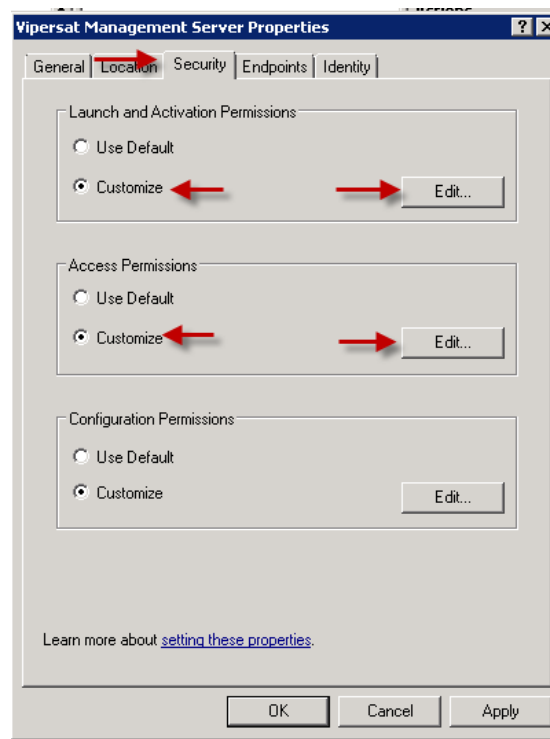 Vipersat Management Server Properties
General Location Security Endpoints Identity
Launch and Activation Permissions
Use Default
Customize
Edit...
Access Permissions
Use Default
Customize
Edit...
Configuration Permissions
Use Default
Customize
Edit...
Learn more about setting these properties.
OK Cancel Apply